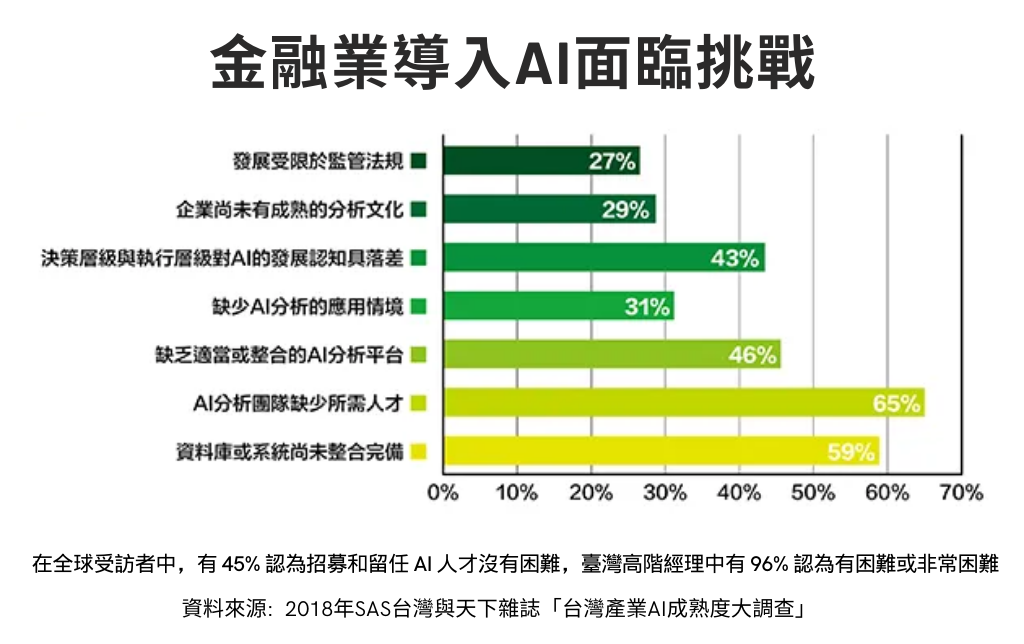 金融業導入AI面臨挑戰
發展受限於監管法規 27%
企業尚未有成熟的分析文化 29%
決策層級與執行層級對AI的發展認知具落差 43%
缺少AI分析的應用情境 31%
缺乏適當或整合的AI分析平台 46%
AI分析團隊缺少所需人才 65%
資料庫或系統尚未整合完備 59%
0% 10% 20% 30% 40% 50% 60% 70%
在全球受訪者中，有 45% 認為招募和留任 AI 人才沒有困難，臺灣高階經理中有 96% 認為有困難或非常困難
資料來源: 2018年SAS台灣與天下雜誌「台灣產業AI成熟度大調查」